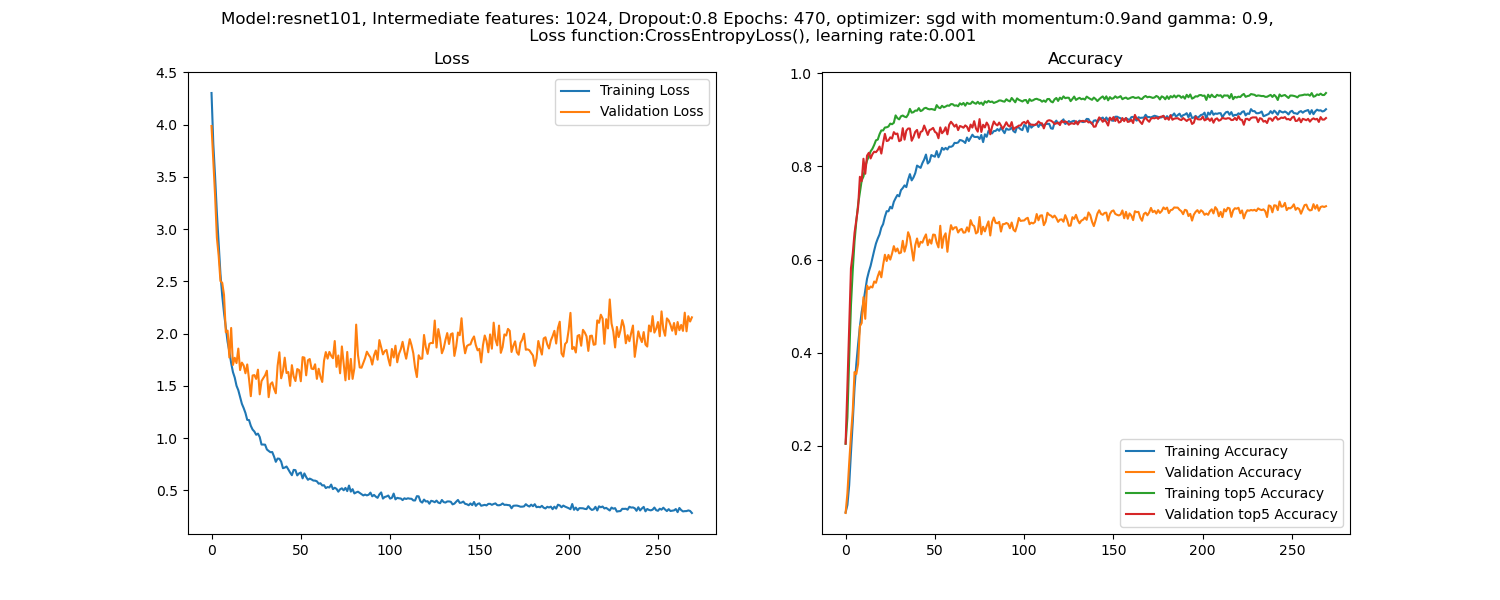 Model:resnet101, Intermediate features: 1024, Dropout:0.8 Epochs: 470, optimizer: sgd with momentum:0.9and gamma: 0.9,
Loss function:CrossEntropyLoss(), learning rate:0.001
Loss
4.5
4.0
3.5
3.0
2.5
2.0
1.5
1.0
0.5
0 50 100 150 200 250
Training Loss
Validation Loss
Accuracy
1.0
0.8
0.6
0.4
0.2
0 50 100 150 200 250
Training Accuracy
Validation Accuracy
Training top5 Accuracy
Validation top5 Accuracy